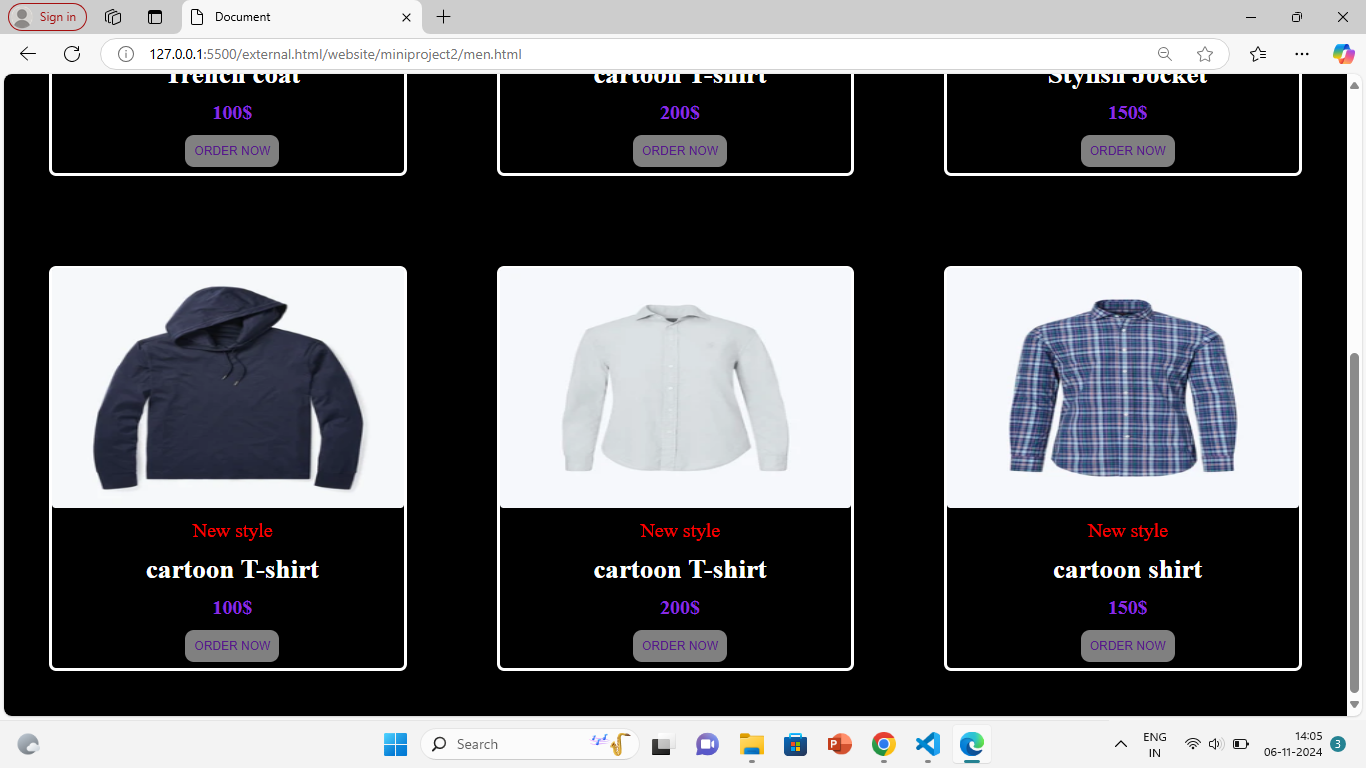 Sign in
Document
127.0.0.1:5500/external.html/website/miniproject2/men.html
Trench coat
cartoon T-shirt
Stylish Jocket
100$
200$
150$
ORDER NOW
ORDER NOW
ORDER NOW
New style
New style
New style
cartoon T-shirt
cartoon T-shirt
cartoon shirt
100$
200$
150$
ORDER NOW
ORDER NOW
ORDER NOW
Search
P
ENG
IN
14:05
06-11-2024
3